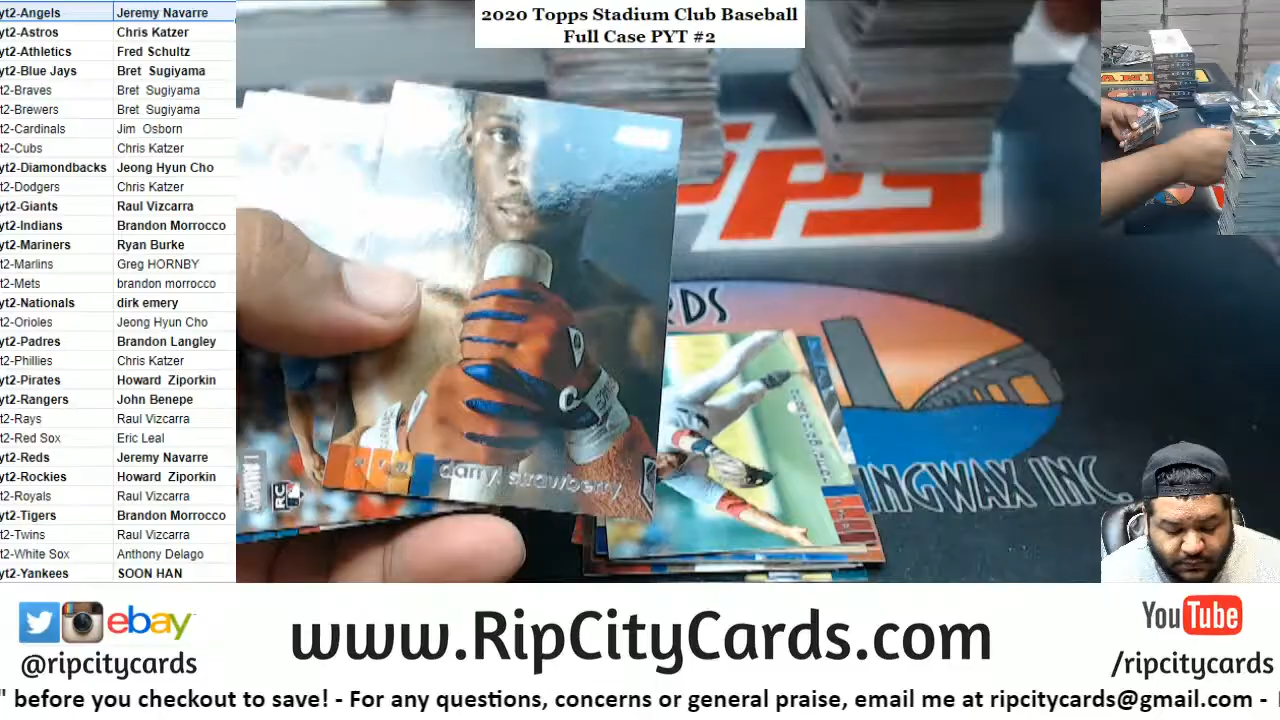 2020 Topps Stadium Club Baseball
Full Case PYT #2
yt2-Angels Jeremy Navarre
yt2-Astros Chris Katzer
yt2-Athletics Fred Schultz
yt2-Blue Jays Bret Sugiyama
t2-Braves Bret Sugiyama
t2-Brewers Bret Sugiyama
t2-Cardinals Jim Osborn
t2-Cubs Chris Katzer
yt2-Diamondbacks Jeong Hyun Cho
t2-Dodgers Chris Katzer
yt2-Giants Raul Vizcarra
yt2-Indians Brandon Morrocco
yt2-Mariners Ryan Burke
t2-Marlins Greg HORNBY
t2-Mets brandon morrocco
yt2-Nationals dirk emery
t2-Orioles Jeong Hyun Cho
yt2-Padres Brandon Langley
t2-Phillies Chris Katzer
yt2-Pirates Howard Ziporkin
yt2-Rangers John Benepe
t2-Rays Raul Vizcarra
t2-Red Sox Eric Leal
yt2-Reds Jeremy Navarre
yt2-Rockies Howard Ziporkin
t2-Royals Raul Vizcarra
yt2-Tigers Brandon Morrocco
t2-Twins Raul Vizcarra
t2-White Sox Anthony Delago
yt2-Yankees SOON HAN
PPS
RDS
INGWAX INC.
darryl strawberry
RC
ebay
@ripcitycards
www.RipCityCards.com
YouTube
/ripcitycards
" before you checkout to save! - For any questions, concerns or general praise, email me at ripcitycards@gmail.com -